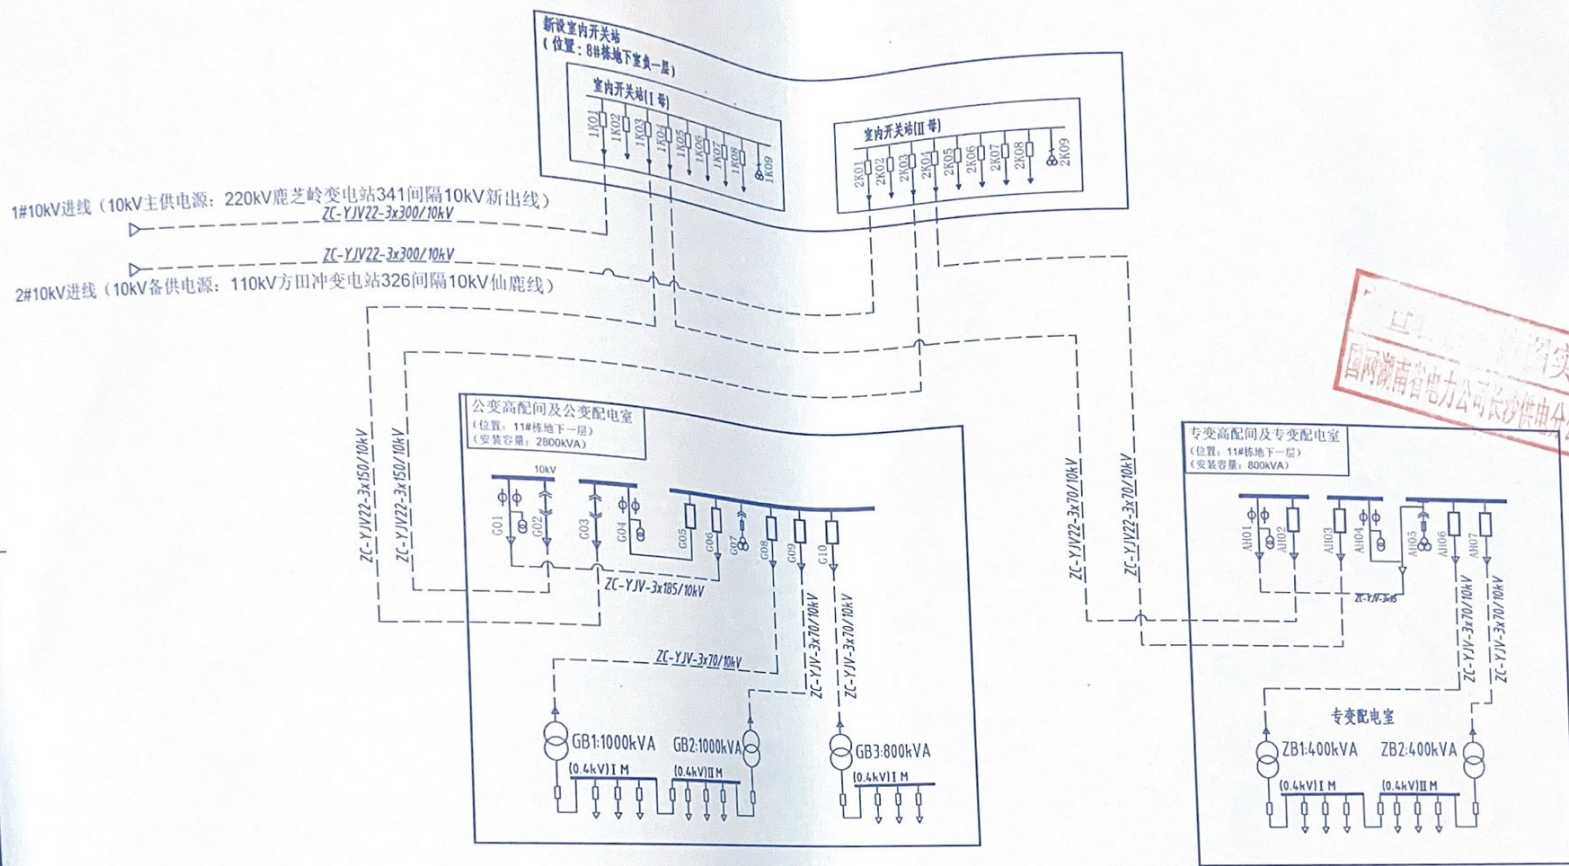 新设室内开关站
(位置：8#栋地下室负一层)
室内开关站(I 母)
1K01
1K02
1K03
1K04
1K05
1K06
1K07
1K08
1K09
室内开关站(II 母)
2K01
2K02
2K03
2K04
2K05
2K06
2K07
2K08
2K09
1#10kV进线（10kV主供电源：220kV鹿芝岭变电站341间隔10kV新出线）
ZC-YJV22-3x300/10kV
ZC-YJV22-3x300/10kV
2#10kV进线（10kV备供电源：110kV方田冲变电站326间隔10kV仙鹿线）
ZC-YJV22-3x150/10kV
ZC-YJV22-3x150/10kV
公变高配间及公变配电室
(位置：11#栋地下一层)
(安装容量：2800kVA)
10kV
G01
G02
G03
G04
G05
G06
G07
G08
G09
G10
ZC-YJV-3x185/10kV
ZC-YJV-3x70/10kV
ZC-YJV-3x70/10kV
ZC-YJV-3x70/10kV
GB1:1000kVA
GB2:1000kVA
GB3:800kVA
(0.4kV)I M
(0.4kV)II M
(0.4kV)I M
ZC-YJV22-3x70/10kV
ZC-YJV22-3x70/10kV
国网湖南省电力公司长沙供电分
专变高配间及专变配电室
(位置：11#栋地下一层)
(安装容量：800kVA)
AH01
AH02
AH03
AH04
AH05
AH06
AH07
ZC-YJV-3x70/10kV
ZC-YJV-3x70/10kV
专变配电室
ZB1:400kVA
ZB2:400kVA
(0.4kV)I M
(0.4kV)II M